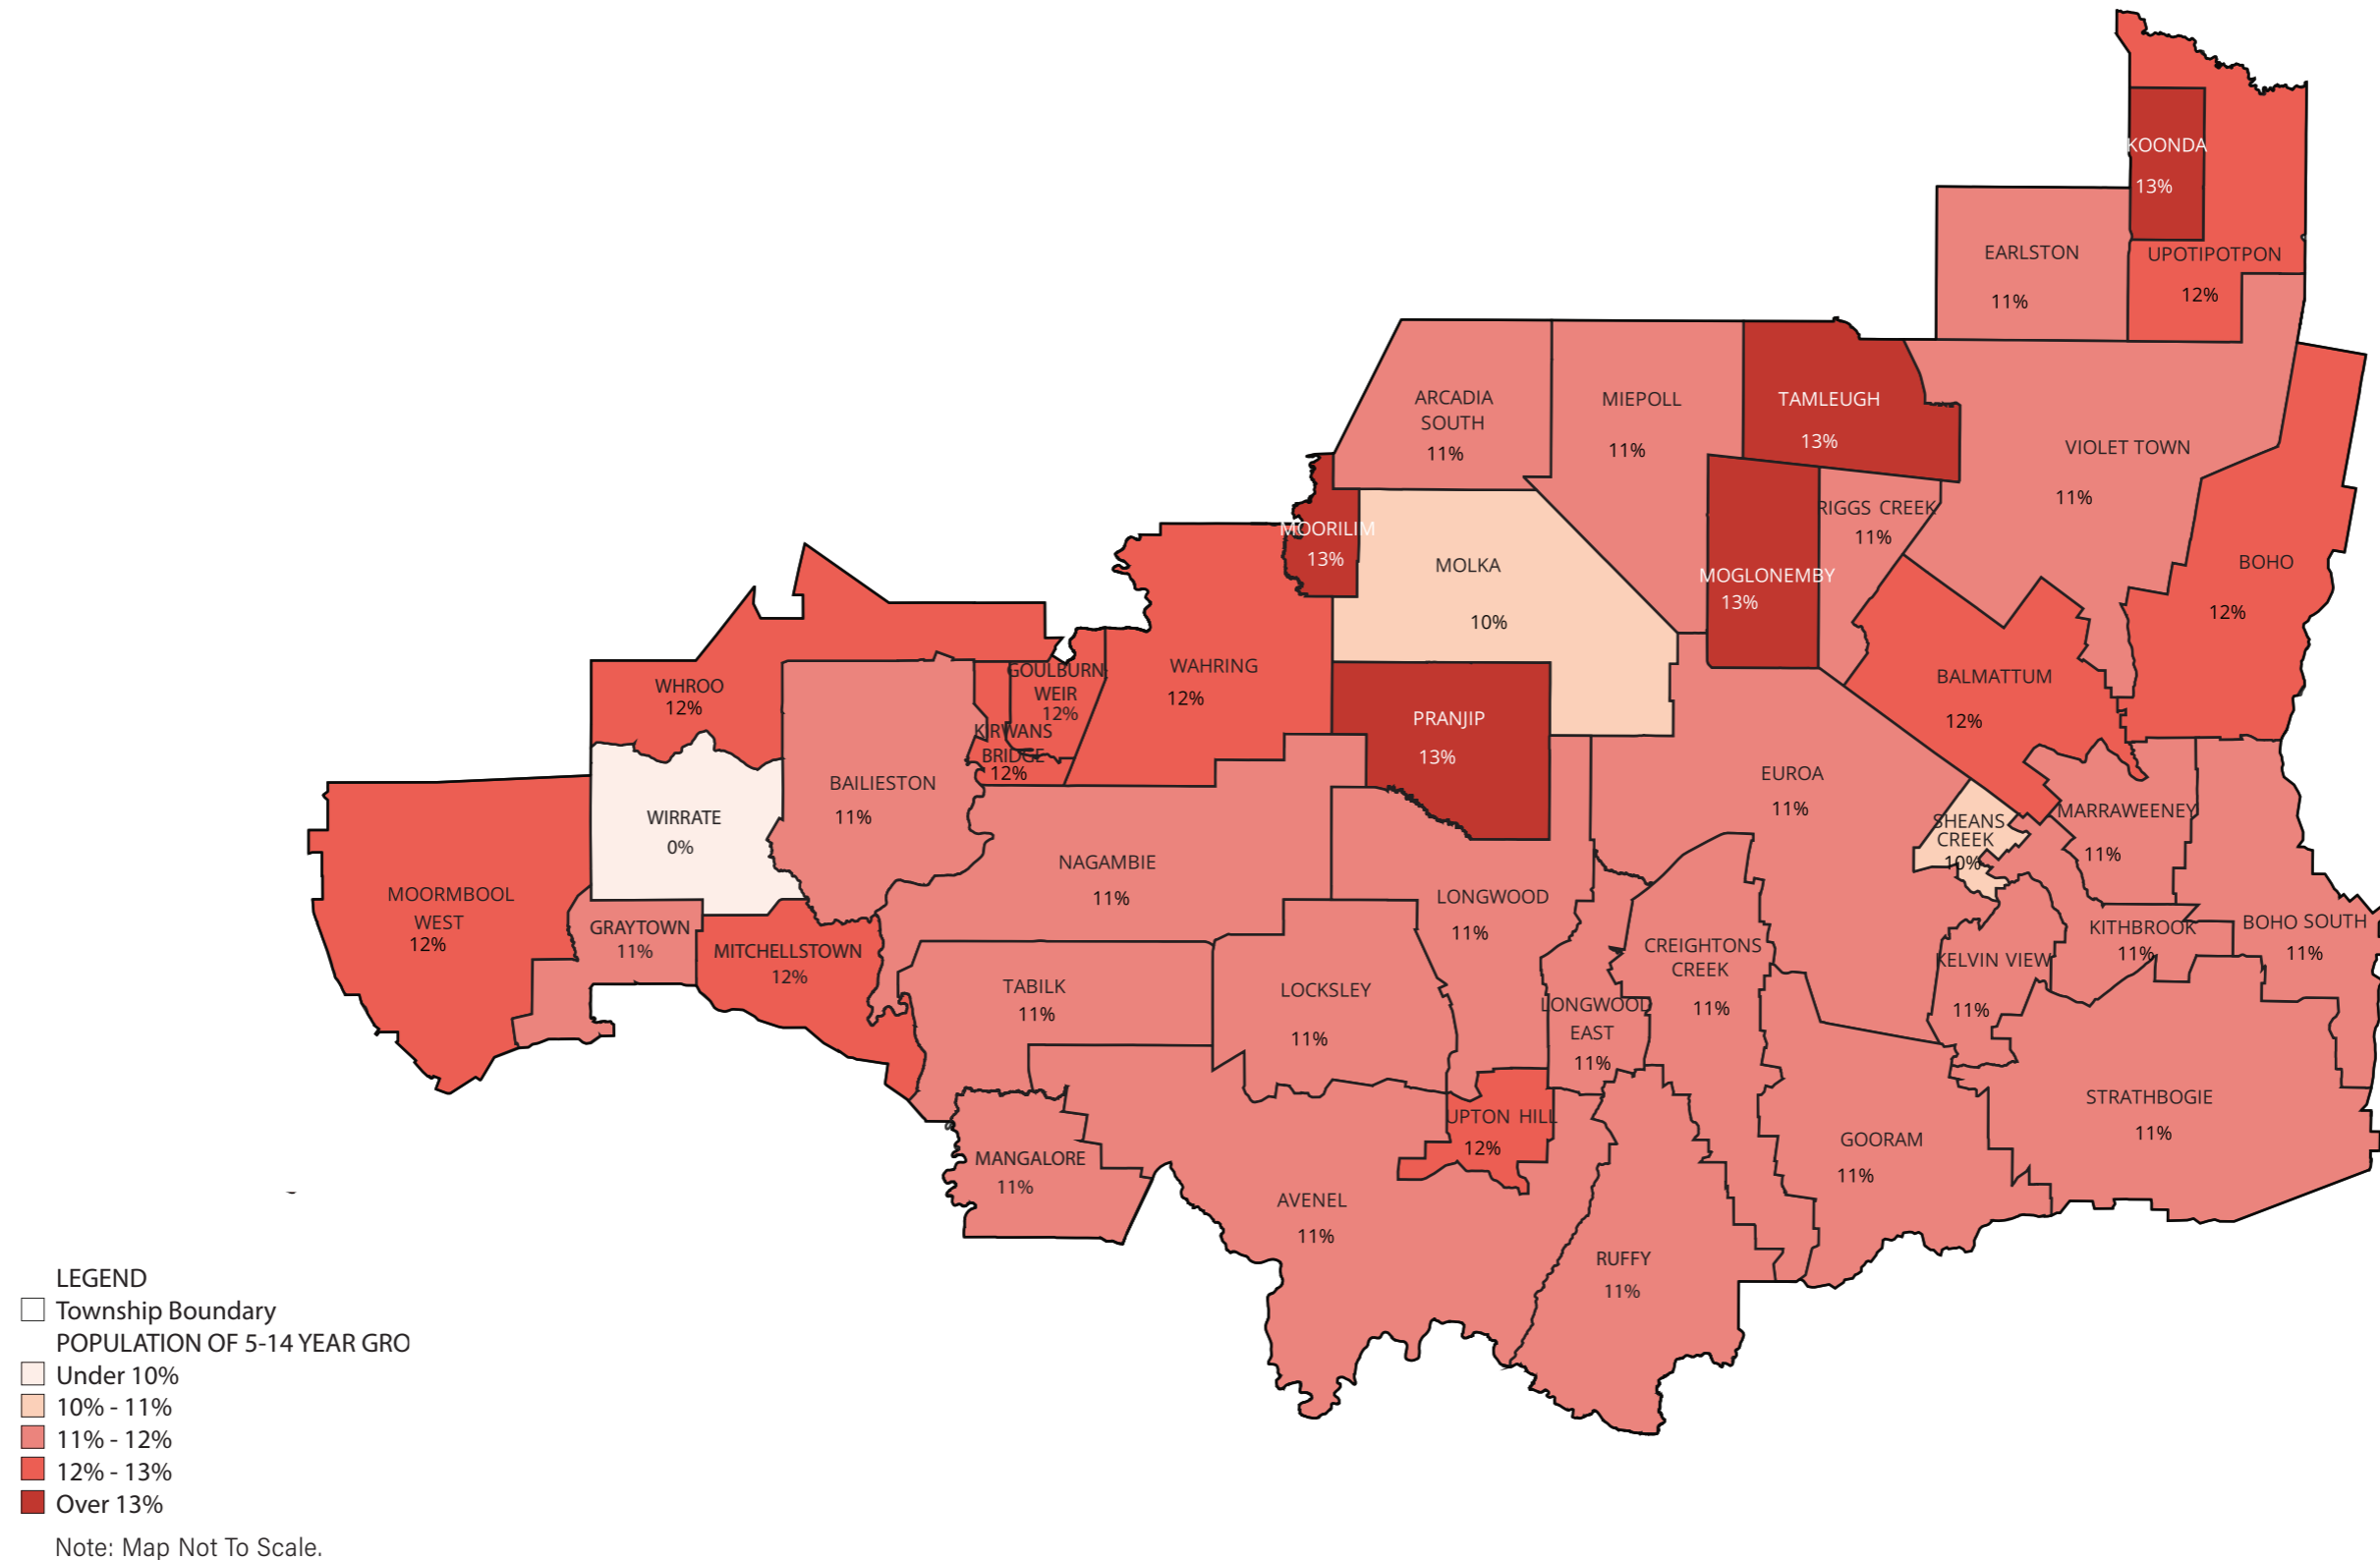 KOONDA
13%
EARLSTON
11%
UPOTIPOTPON
12%
ARCADIA
SOUTH
11%
MIEPOLL
11%
TAMLEUGH
13%
VIOLET TOWN
11%
RIGGS CREEK
11%
MOORILIM
13%
MOLKA
10%
MOGLONEMBY
13%
BOHO
12%
WAHRING
12%
GOULBURN
WEIR
12%
KIRWANS
BRIDGE
12%
WHROO
12%
BALMATTUM
12%
PRANJIP
13%
BAILIESTON
11%
EUROA
11%
WIRRATE
0%
SHEANS
CREEK
10%
MARRAWEENEY
11%
NAGAMBIE
11%
MOORMBOOL
WEST
12%
LONGWOOD
11%
GRAYTOWN
11%
MITCHELLSTOWN
12%
KITHBROOK
11%
BOHO SOUTH
11%
CREIGHTONS
CREEK
11%
KELVIN VIEW
11%
TABILK
11%
LOCKSLEY
11%
LONGWOOD
EAST
11%
STRATHBOGIE
11%
UPTON HILL
12%
GOORAM
11%
MANGALORE
11%
AVENEL
11%
RUFFY
11%
LEGEND
Township Boundary
POPULATION OF 5-14 YEAR GRO
Under 10%
10% - 11%
11% - 12%
12% - 13%
Over 13%
Note: Map Not To Scale.